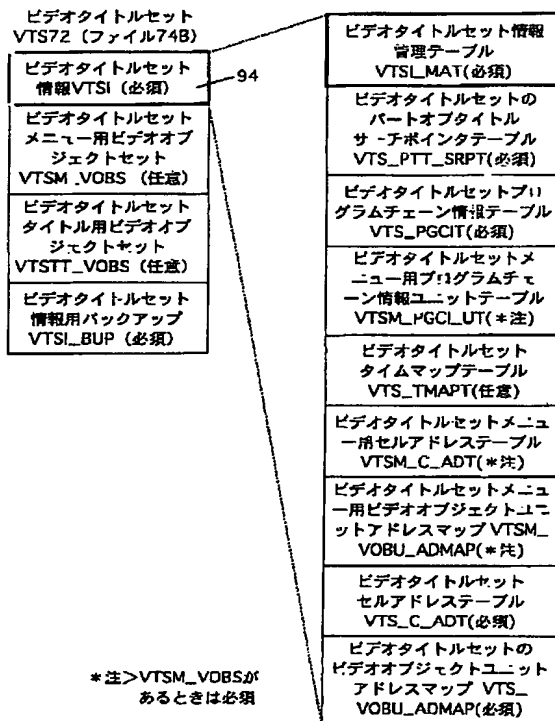 ビデオタイトルセット
VTS72 (ファイル74B)
ビデオタイトルセット
情報VTSI (必須)
94
ビデオタイトルセット
メニュー用ビデオオブ
ジェクトセット
VTSM_VOBS (任意)
ビデオタイトルセット
タイトル用ビデオオブ
ジェクトセット
VTSTT_VOBS (任意)
ビデオタイトルセット
情報用バックアップ
VTSI_BUP (必須)
*注>VTSM_VOBSが
あるときは必須
ビデオタイトルセット情報
管理テーブル
VTSI_MAT(必須)
ビデオタイトルセットの
パートオブタイトル
サーチポインタテーブル
VTS_PTT_SRPT(必須)
ビデオタイトルセットプロ
グラムチェーン情報テーブル
VTS_PGCIT(必須)
ビデオタイトルセットメ
ニュー用プログラムチェ
ーン情報ユニットテーブル
VTSM_PGCI_UT(*注)
ビデオタイトルセット
タイムマップテーブル
VTS_TMAPT(任意)
ビデオタイトルセットメニュ
ー用セルアドレステーブル
VTSM_C_ADT(*注)
ビデオタイトルセットメニュ
ー用ビデオオブジェクトユニ
ットアドレスマップ VTSM_
VOBU_ADMAP(*注)
ビデオタイトルセット
セルアドレステーブル
VTS_C_ADT(必須)
ビデオタイトルセットの
ビデオオブジェクトユニット
アドレスマップ VTS_
VOBU_ADMAP(必須)